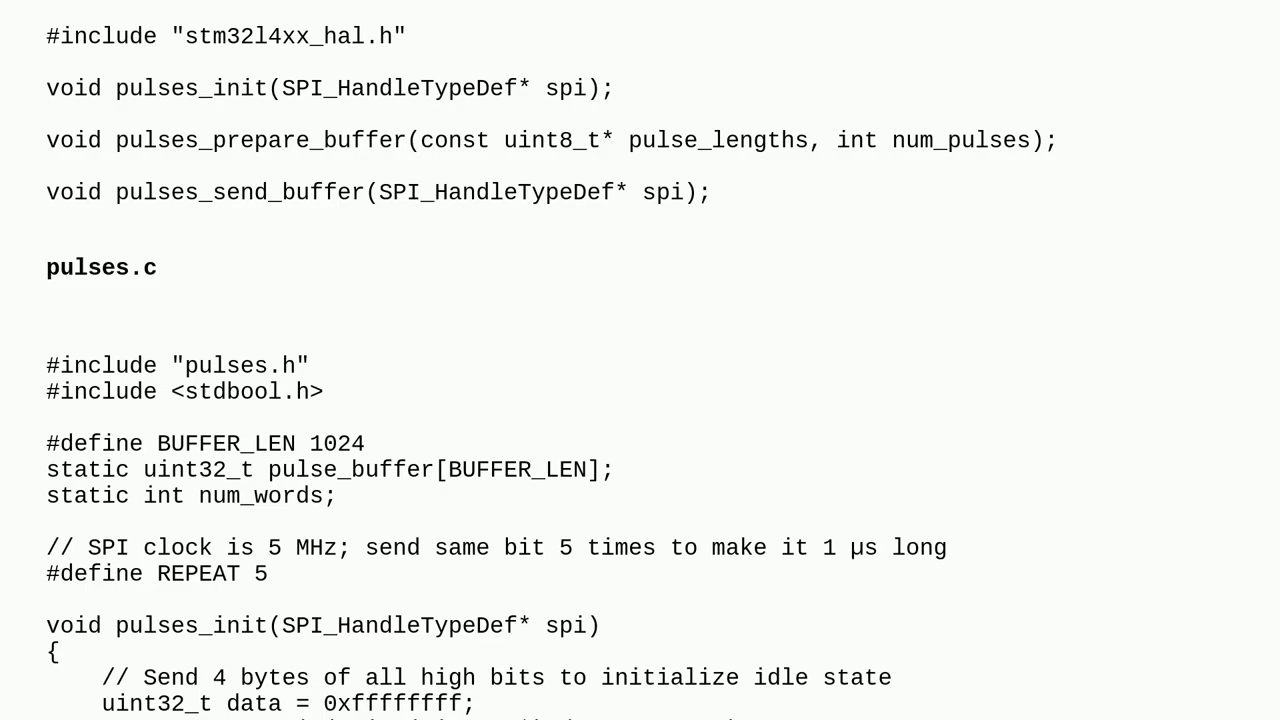 #include "stm32l4xx_hal.h"
void pulses_init(SPI_HandleTypeDef* spi);
void pulses_prepare_buffer(const uint8_t* pulse_lengths, int num_pulses);
void pulses_send_buffer(SPI_HandleTypeDef* spi);
pulses.c
#include "pulses.h"
#include <stdbool.h>
#define BUFFER_LEN 1024
static uint32_t pulse_buffer[BUFFER_LEN];
static int num_words;
// SPI clock is 5 MHz; send same bit 5 times to make it 1 µs long
#define REPEAT 5
void pulses_init(SPI_HandleTypeDef* spi)
{
    // Send 4 bytes of all high bits to initialize idle state
    uint32_t data = 0xffffffff;